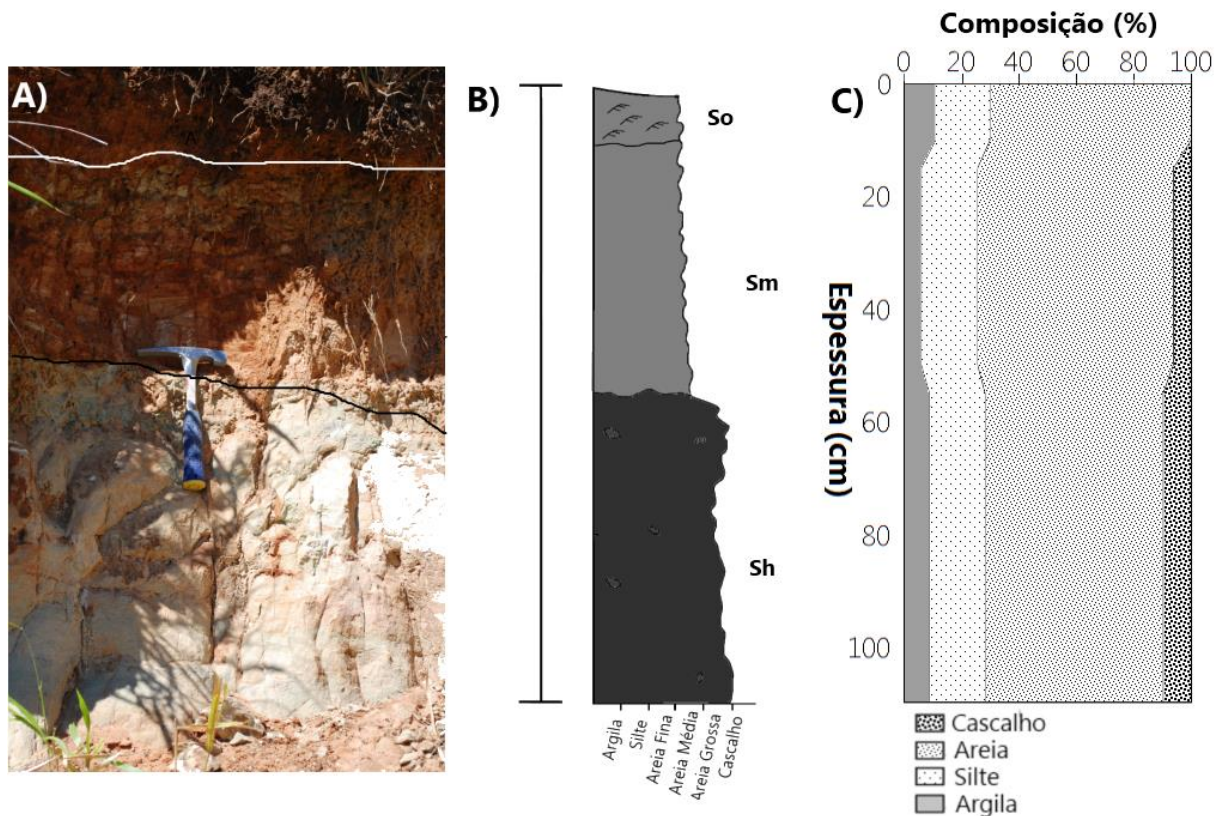 A)
B)
So
Sm
Sh
Argila
Silte
Areia Fina
Areia Média
Areia Grossa
Cascalho
C)
Composição (%)
0 20 40 60 80 100
Espessura (cm)
0
20
40
60
80
100
Cascalho
Areia
Silte
Argila